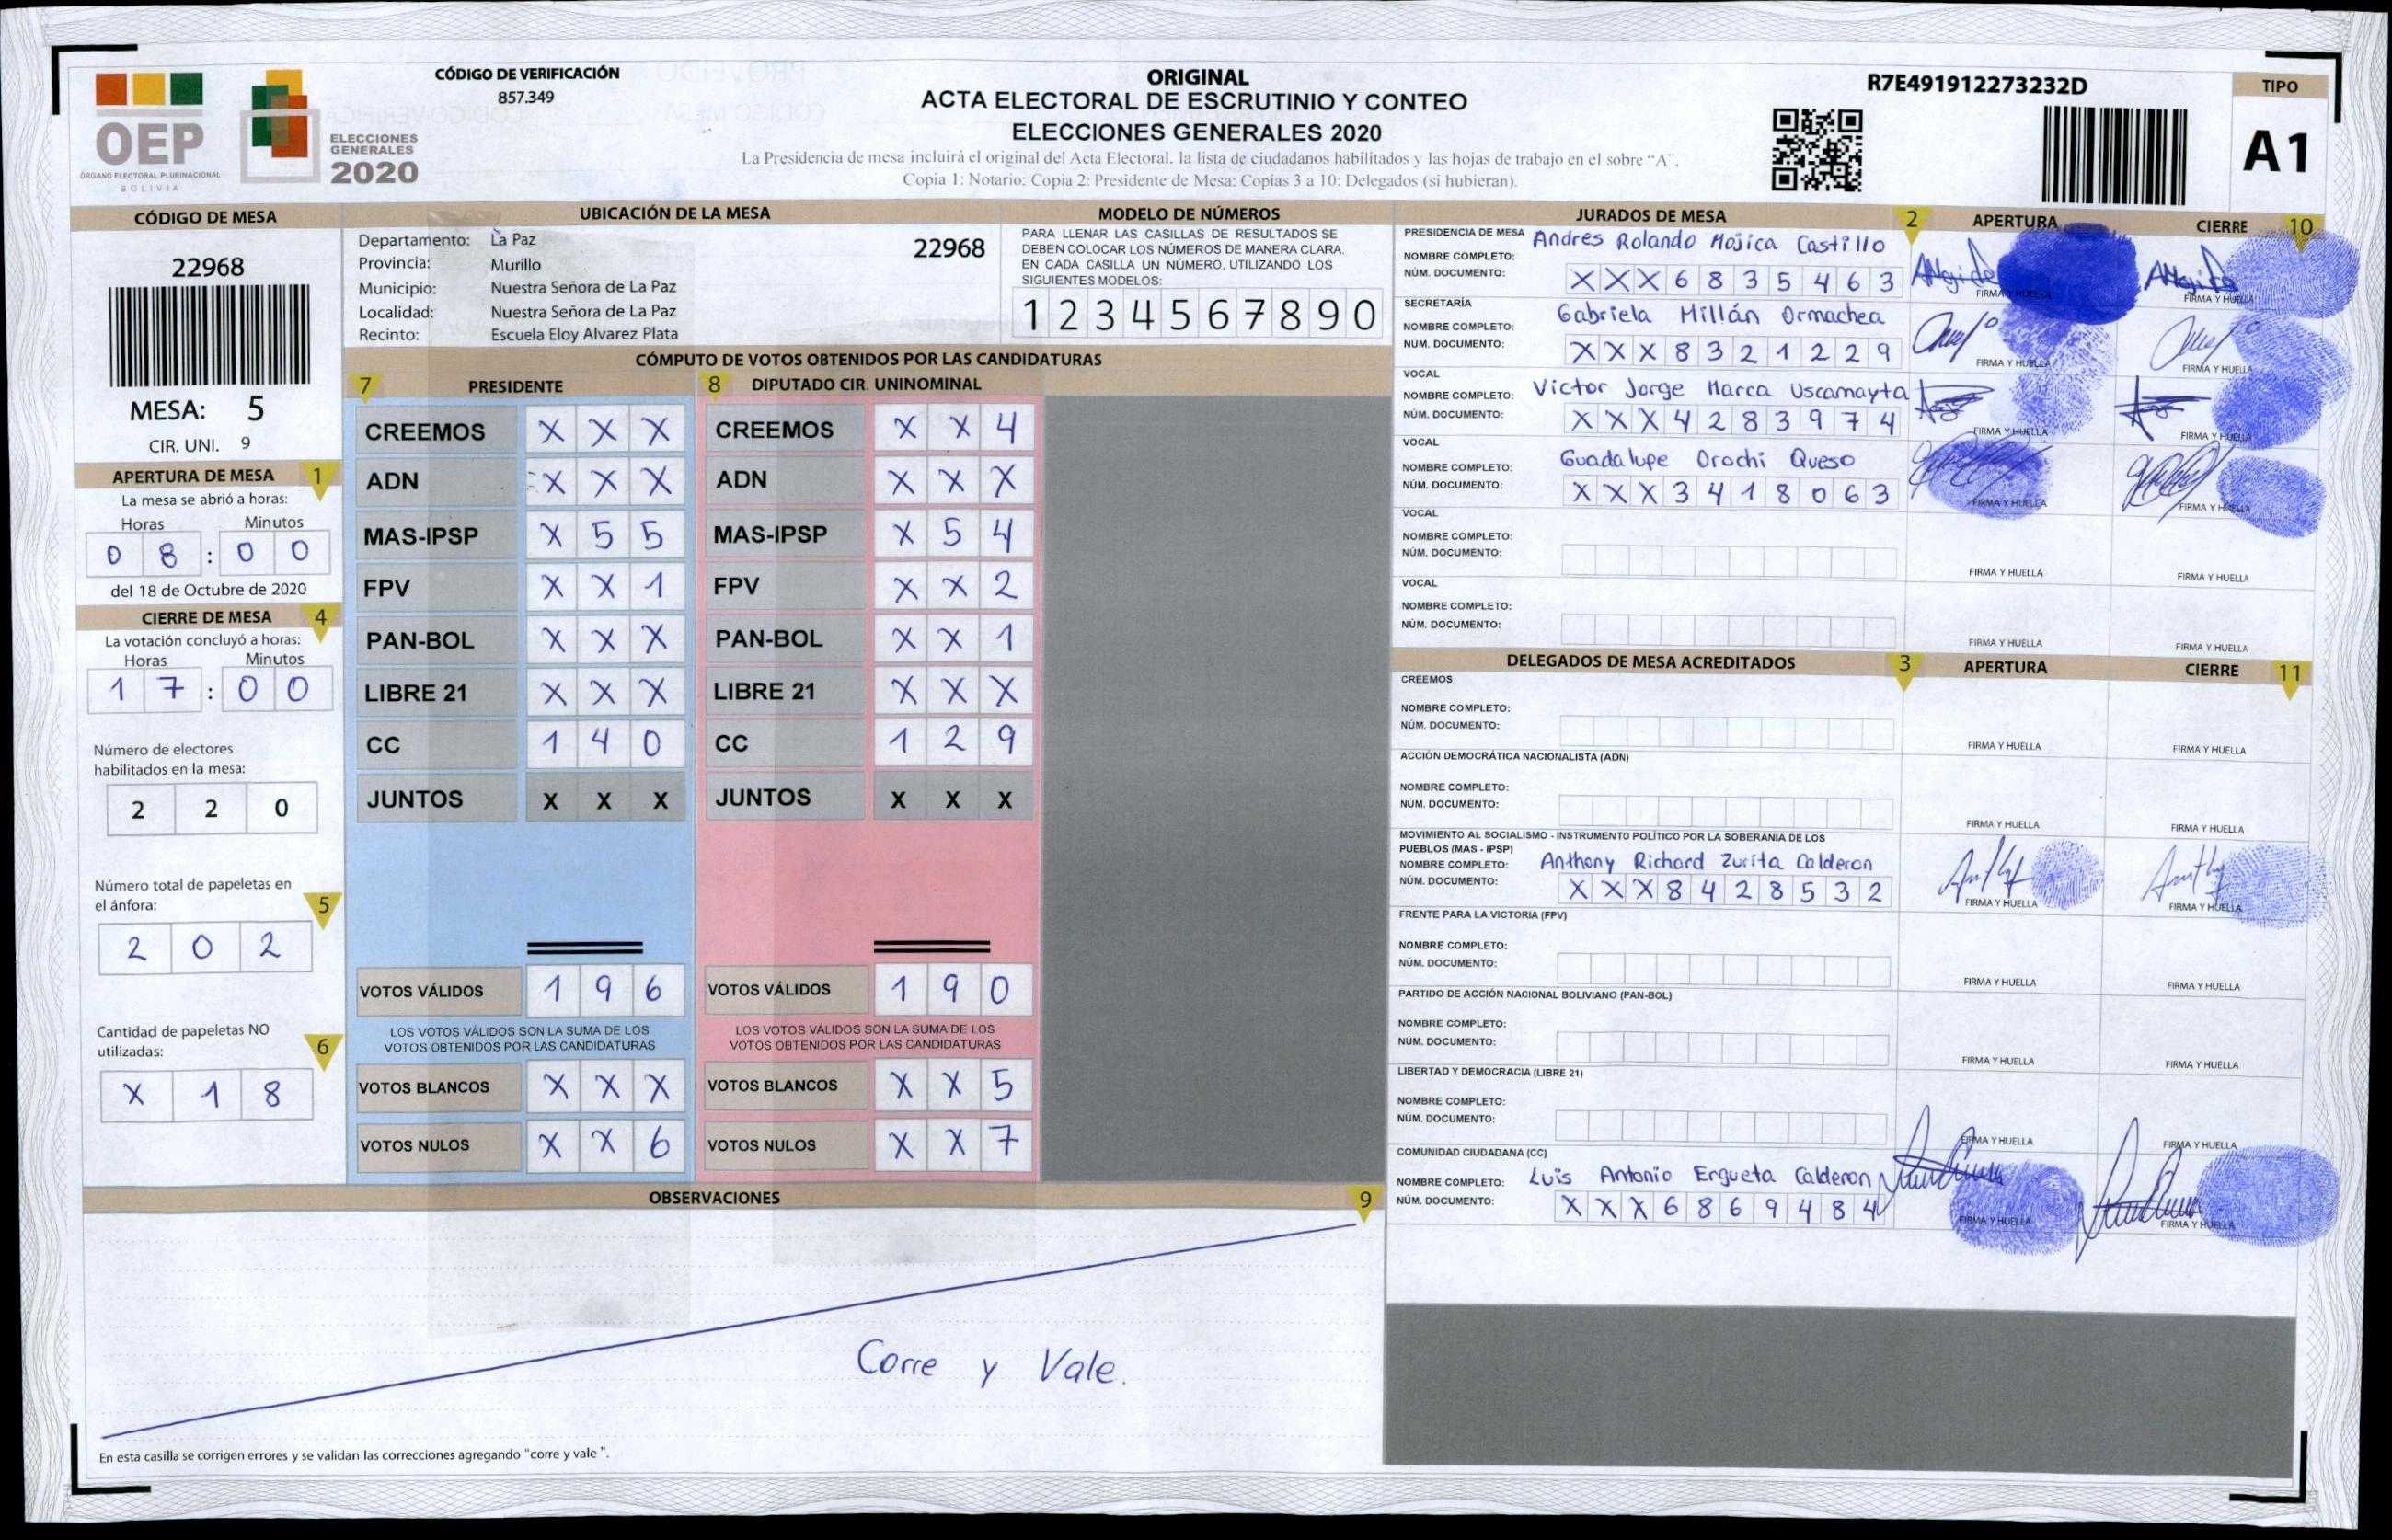 OEP
ÓRGANO ELECTORAL PLURINACIONAL
BOLIVIA
ELECCIONES
GENERALES
2020
CÓDIGO DE VERIFICACIÓN
857.349
ORIGINAL
ACTA ELECTORAL DE ESCRUTINIO Y CONTEO
ELECCIONES GENERALES 2020
La Presidencia de mesa incluirá el original del Acta Electoral. la lista de ciudadanos habilitados y las hojas de trabajo en el sobre "A".
Copia 1: Notario: Copia 2: Presidente de Mesa: Copias 3 a 10: Delegados (si hubieran).
R7E491912273232D
TIPO
A1
CÓDIGO DE MESA
22968
MESA: 5
CIR. UNI. 9
APERTURA DE MESA 1
La mesa se abrió a horas:
Horas Minutos
0 8 : 0 0
del 18 de Octubre de 2020
CIERRE DE MESA 4
La votación concluyó a horas:
Horas Minutos
1 7 : 0 0
Número de electores
habilitados en la mesa:
2 2 0
Número total de papeletas en
el ánfora: 5
2 0 2
Cantidad de papeletas NO
utilizadas: 6
X 1 8
UBICACIÓN DE LA MESA
Departamento: La Paz 22968
Provincia: Murillo
Municipio: Nuestra Señora de La Paz
Localidad: Nuestra Señora de La Paz
Recinto: Escuela Eloy Alvarez Plata
MODELO DE NÚMEROS
PARA LLENAR LAS CASILLAS DE RESULTADOS SE
DEBEN COLOCAR LOS NÚMEROS DE MANERA CLARA.
EN CADA CASILLA UN NÚMERO, UTILIZANDO LOS
SIGUIENTES MODELOS:
1 2 3 4 5 6 7 8 9 0
CÓMPUTO DE VOTOS OBTENIDOS POR LAS CANDIDATURAS
7 PRESIDENTE
CREEMOS X X X
ADN X X X
MAS-IPSP X 5 5
FPV X X 1
PAN-BOL X X X
LIBRE 21 X X X
CC 1 4 0
JUNTOS X X X
VOTOS VÁLIDOS 1 9 6
LOS VOTOS VÁLIDOS SON LA SUMA DE LOS
VOTOS OBTENIDOS POR LAS CANDIDATURAS
VOTOS BLANCOS X X X
VOTOS NULOS X X 6
8 DIPUTADO CIR. UNINOMINAL
CREEMOS X X 4
ADN X X X
MAS-IPSP X 5 4
FPV X X 2
PAN-BOL X X 1
LIBRE 21 X X X
CC 1 2 9
JUNTOS X X X
VOTOS VÁLIDOS 1 9 0
LOS VOTOS VÁLIDOS SON LA SUMA DE LOS
VOTOS OBTENIDOS POR LAS CANDIDATURAS
VOTOS BLANCOS X X 5
VOTOS NULOS X X 7
OBSERVACIONES 9
Corre y Vale.
En esta casilla se corrigen errores y se validan las correcciones agregando "corre y vale ".
JURADOS DE MESA 2 APERTURA CIERRE 10
PRESIDENCIA DE MESA
NOMBRE COMPLETO: Andres Rolando Mojica Castillo
NÚM. DOCUMENTO: X X X 6 8 3 5 4 6 3
FIRMA Y HUELLA FIRMA Y HUELLA
SECRETARÍA
NOMBRE COMPLETO: Gabriela Millán Ormachea
NÚM. DOCUMENTO: X X X 8 3 2 1 2 2 9
FIRMA Y HUELLA FIRMA Y HUELLA
VOCAL
NOMBRE COMPLETO: Victor Jorge Marca Uscamayta
NÚM. DOCUMENTO: X X X 4 2 8 3 9 7 4
FIRMA Y HUELLA FIRMA Y HUELLA
VOCAL
NOMBRE COMPLETO: Guadalupe Orochi Queso
NÚM. DOCUMENTO: X X X 3 4 1 8 0 6 3
FIRMA Y HUELLA FIRMA Y HUELLA
VOCAL
NOMBRE COMPLETO:
NÚM. DOCUMENTO:
FIRMA Y HUELLA FIRMA Y HUELLA
VOCAL
NOMBRE COMPLETO:
NÚM. DOCUMENTO:
FIRMA Y HUELLA FIRMA Y HUELLA
DELEGADOS DE MESA ACREDITADOS 3 APERTURA CIERRE 11
CREEMOS
NOMBRE COMPLETO:
NÚM. DOCUMENTO:
FIRMA Y HUELLA FIRMA Y HUELLA
ACCIÓN DEMOCRÁTICA NACIONALISTA (ADN)
NOMBRE COMPLETO:
NÚM. DOCUMENTO:
FIRMA Y HUELLA FIRMA Y HUELLA
MOVIMIENTO AL SOCIALISMO - INSTRUMENTO POLÍTICO POR LA SOBERANIA DE LOS
PUEBLOS (MAS - IPSP)
NOMBRE COMPLETO: Anthony Richard Zurita Calderon
NÚM. DOCUMENTO: X X X 8 4 2 8 5 3 2
FIRMA Y HUELLA FIRMA Y HUELLA
FRENTE PARA LA VICTORIA (FPV)
NOMBRE COMPLETO:
NÚM. DOCUMENTO:
FIRMA Y HUELLA FIRMA Y HUELLA
PARTIDO DE ACCIÓN NACIONAL BOLIVIANO (PAN-BOL)
NOMBRE COMPLETO:
NÚM. DOCUMENTO:
FIRMA Y HUELLA FIRMA Y HUELLA
LIBERTAD Y DEMOCRACIA (LIBRE 21)
NOMBRE COMPLETO:
NÚM. DOCUMENTO:
FIRMA Y HUELLA FIRMA Y HUELLA
COMUNIDAD CIUDADANA (CC)
NOMBRE COMPLETO: Luis Antonio Ergueta Calderon
NÚM. DOCUMENTO: X X X 6 8 6 9 4 8 4
FIRMA Y HUELLA FIRMA Y HUELLA